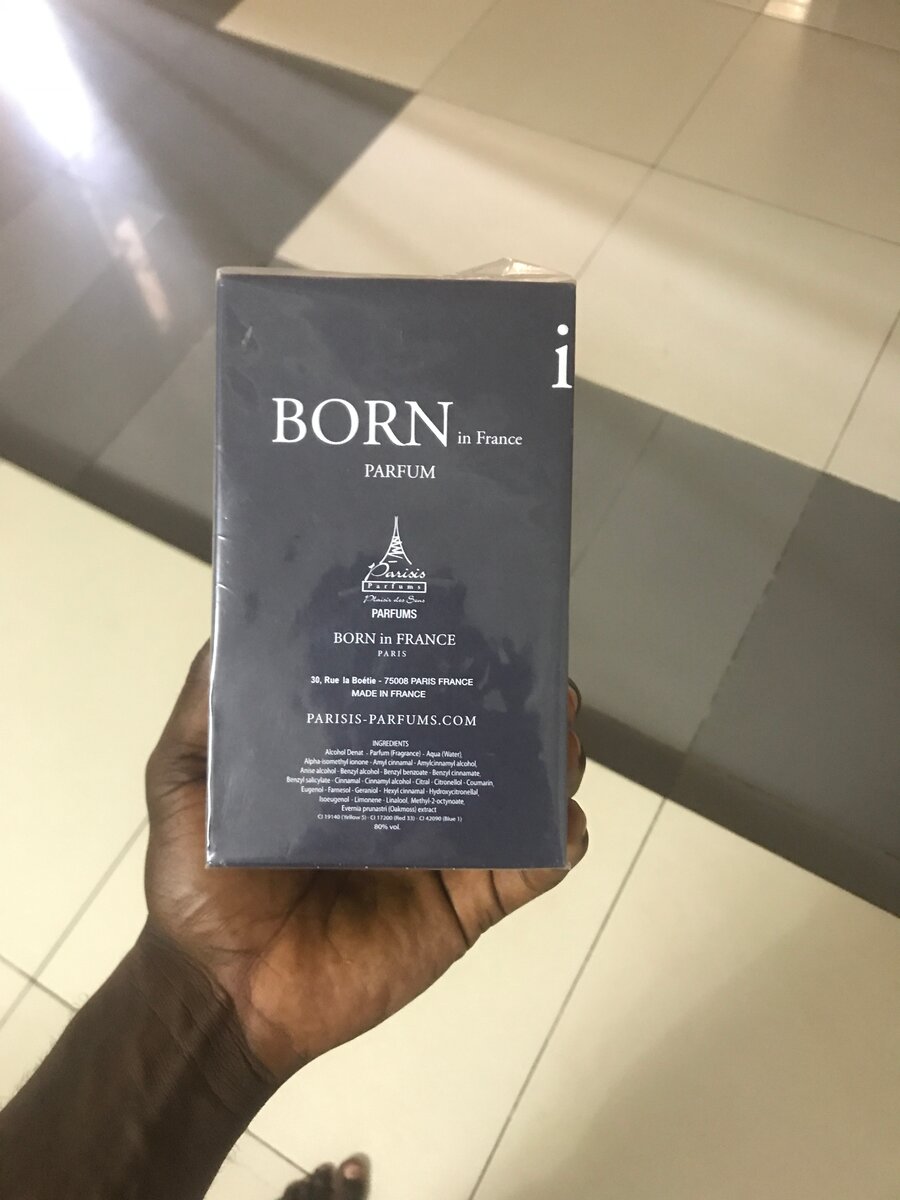 i
BORN in France
PARFUM
Parisis
Parfums
Plaisir des Sens
PARFUMS
BORN in FRANCE
PARIS
30, Rue la Boétie - 75008 PARIS FRANCE
MADE IN FRANCE
PARISIS-PARFUMS.COM
INGREDIENTS
Alcohol Denat - Parfum (Fragrance) - Aqua (Water),
Alpha-isomethyl ionone - Amyl cinnamal - Amylcinnamyl alcohol,
Anise alcohol - Benzyl alcohol - Benzyl benzoate - Benzyl cinnamate,
Benzyl salicylate - Cinnamal - Cinnamyl alcohol - Citral - Citronellol - Coumarin,
Eugenol - Farnesol - Geraniol - Hexyl cinnamal - Hydroxycitronellal,
Isoeugenol - Limonene - Linalool, Methyl-2-octynoate,
Evernia prunastri (Oakmoss) extract
CI 19140 (Yellow 5) - CI 17200 (Red 33) - CI 42090 (Blue 1)
80% vol.